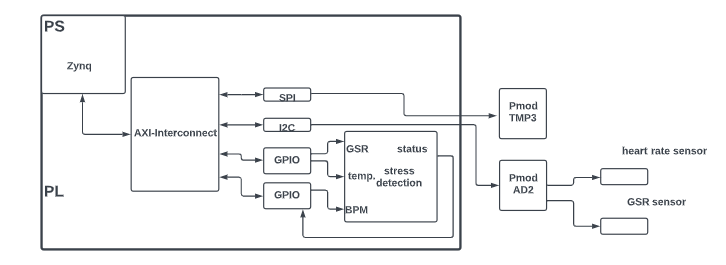 PS
Zynq
AXI-Interconnect
PL
SPI
I2C
GPIO
GPIO
GSR
status
temp.
stress
detection
BPM
Pmod
TMP3
Pmod
AD2
heart rate sensor
GSR sensor